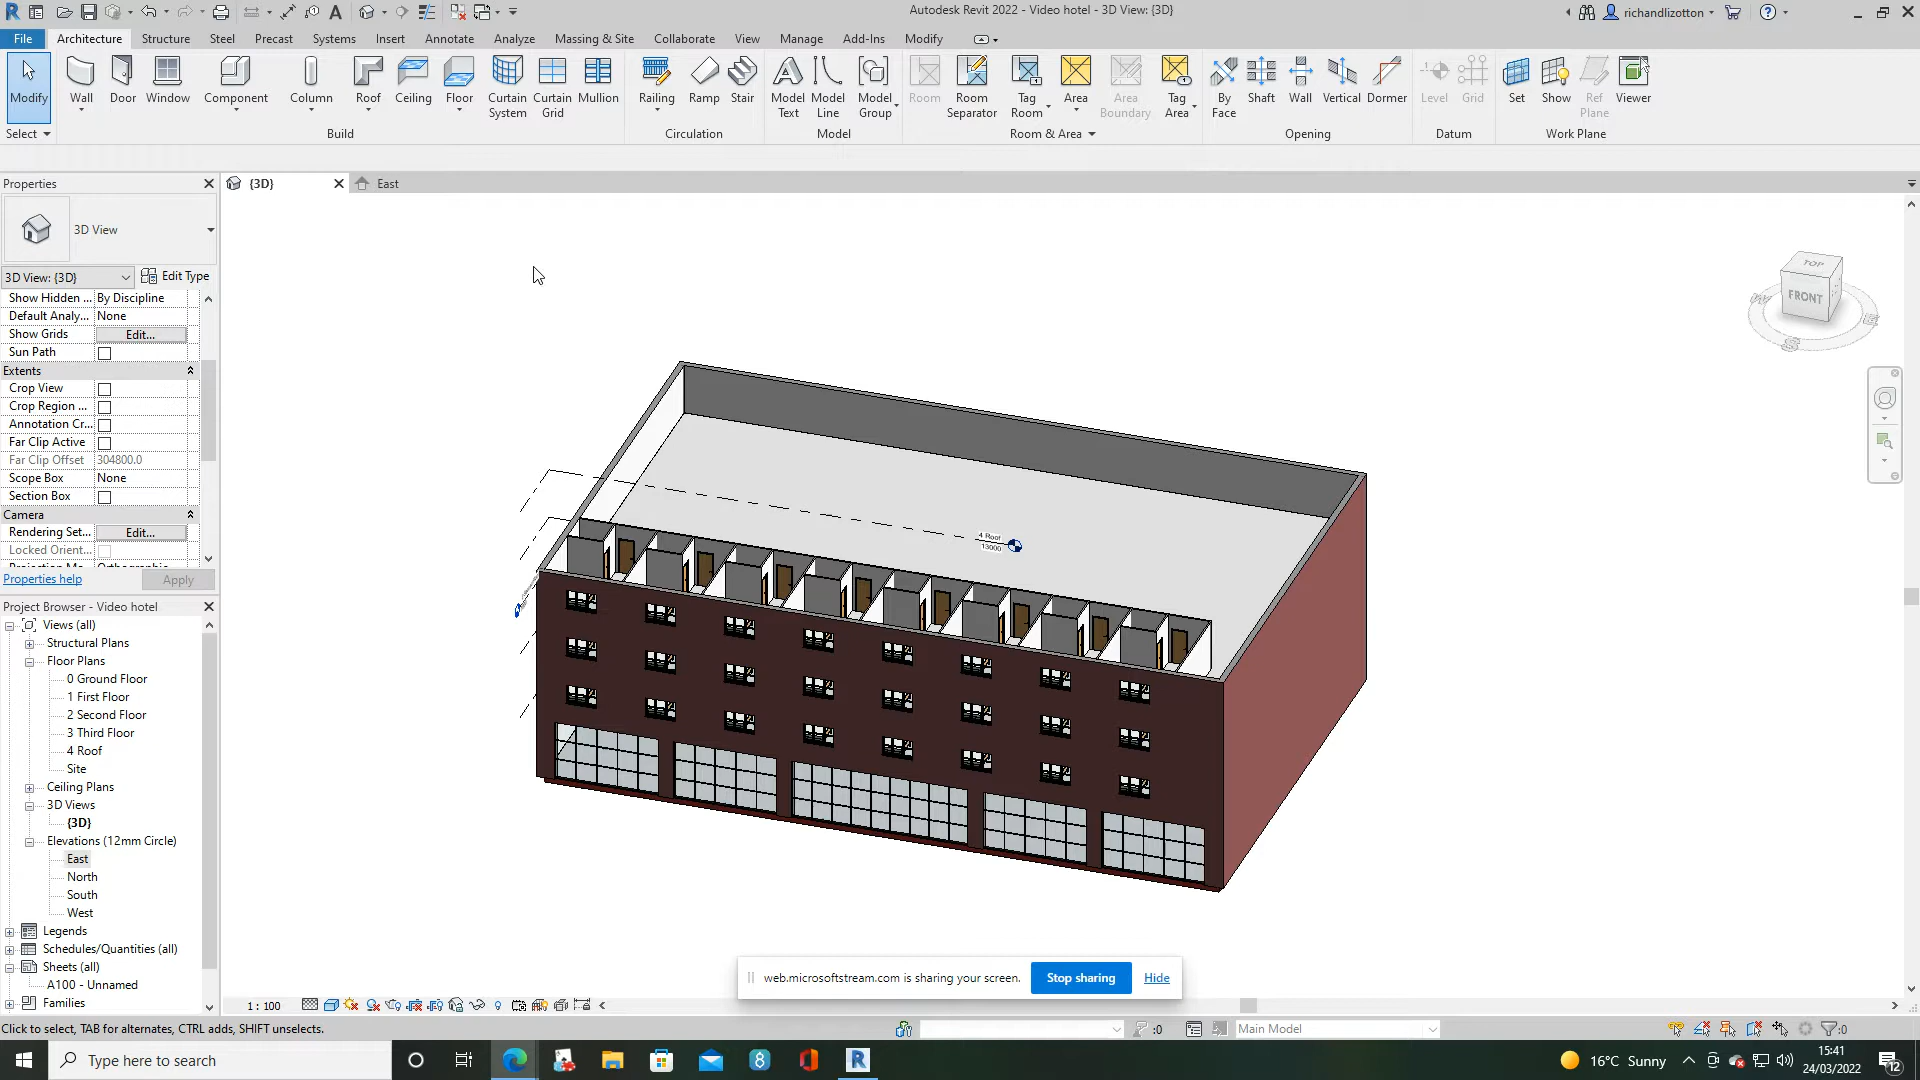 Autodesk Revit 2022 - Video hotel - 3D View: {3D}
richandlizotton
File Architecture Structure Steel Precast Systems Insert Annotate Analyze Massing & Site Collaborate View Manage Add-Ins Modify
Modify Wall Door Window Component Column Roof Ceiling Floor Curtain System Curtain Grid Mullion Railing Ramp Stair Model Text Model Line Model Group Room Room Separator Tag Room Area Area Boundary Tag Area By Face Shaft Wall Vertical Dormer Level Grid Set Show Ref Plane Viewer
Select Build Circulation Model Room & Area Opening Datum Work Plane
Properties
{3D} East
3D View
3D View: {3D} Edit Type
Show Hidden ... By Discipline
Default Analy... None
Show Grids Edit...
Sun Path
Extents
Crop View
Crop Region ...
Annotation Cr...
Far Clip Active
Far Clip Offset 304800.0
Scope Box None
Section Box
Camera
Rendering Set... Edit...
Locked Orient...
Properties help Apply
Project Browser - Video hotel
Views (all)
Structural Plans
Floor Plans
0 Ground Floor
1 First Floor
2 Second Floor
3 Third Floor
4 Roof
Site
Ceiling Plans
3D Views
{3D}
Elevations (12mm Circle)
East
North
South
West
Legends
Schedules/Quantities (all)
Sheets (all)
A100 - Unnamed
Families
TOP
FRONT
W
E
S
4 Roof
13000
web.microsoftstream.com is sharing your screen. Stop sharing Hide
1 : 100
Click to select, TAB for alternates, CTRL adds, SHIFT unselects.
:0 Main Model :0
Type here to search
16°C Sunny
15:41
24/03/2022
12